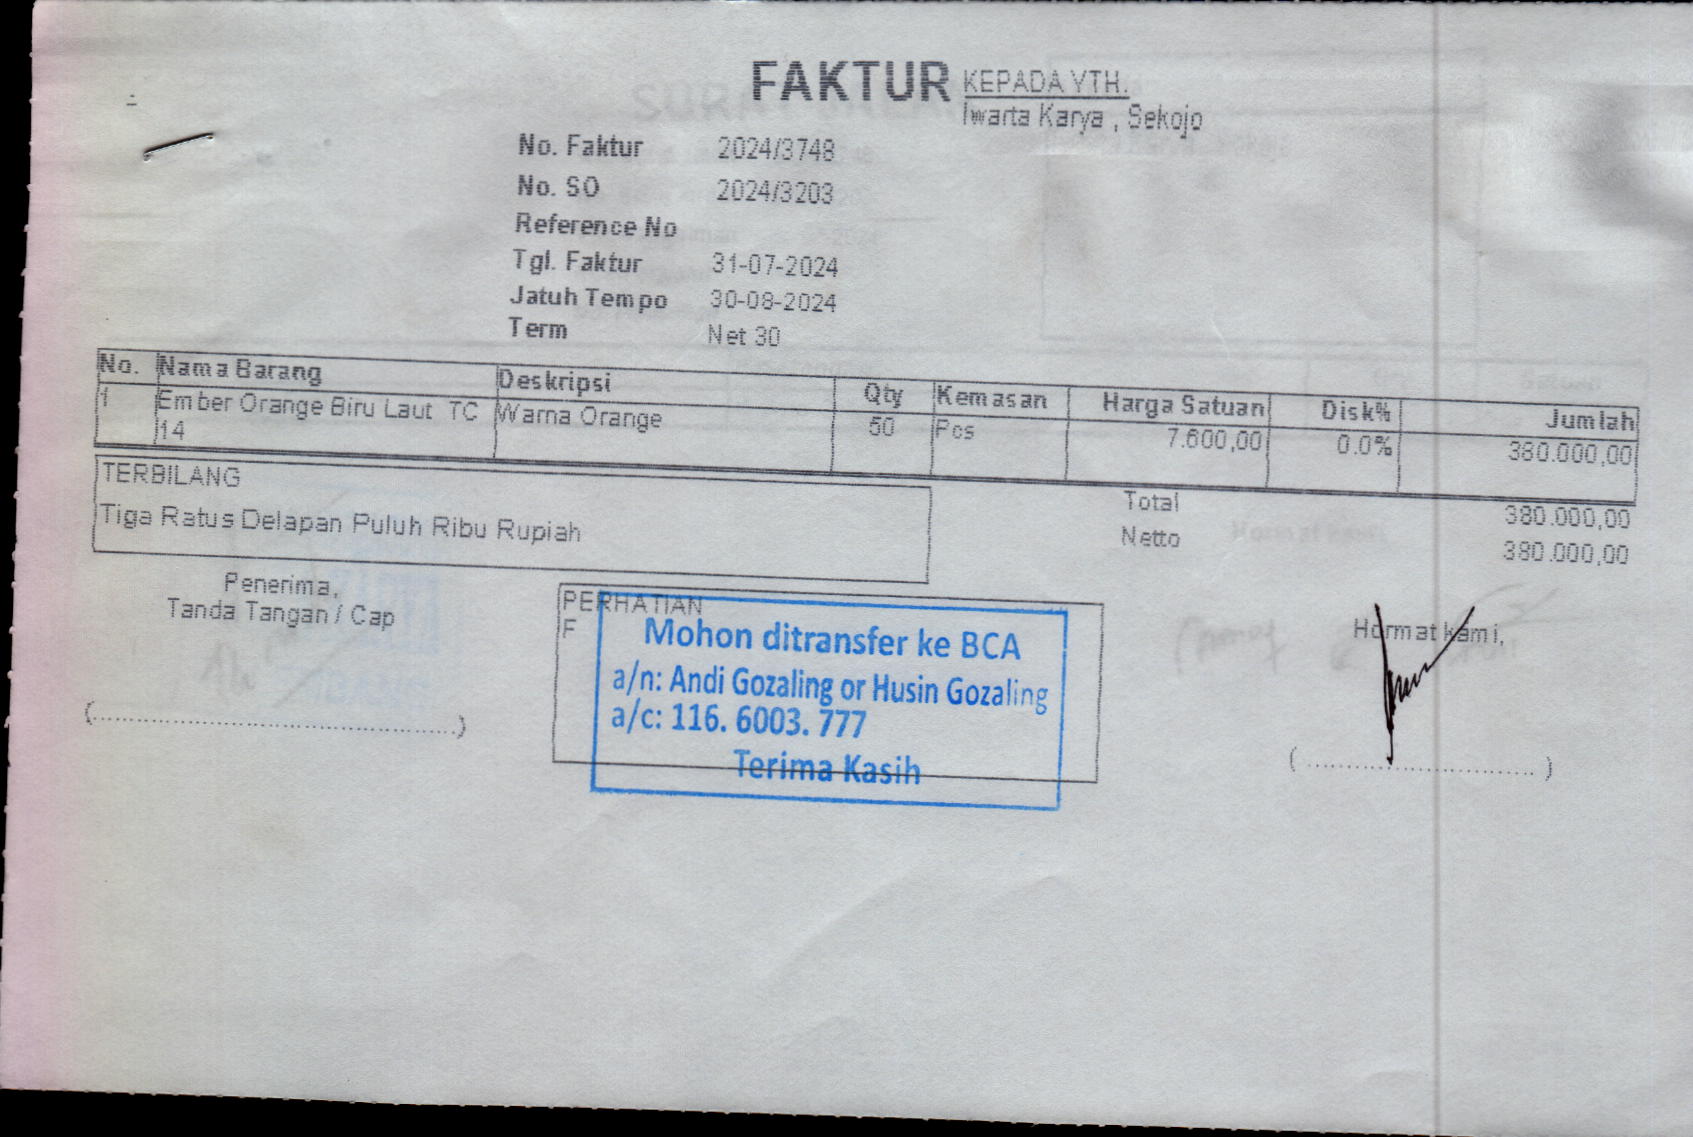 FAKTUR
KEPADA YTH.
Iwarta Karya , Sekojo
No. Faktur 2024/3748
No. SO 2024/3203
Reference No
Tgl. Faktur 31-07-2024
Jatuh Tempo 30-08-2024
Term Net 30
No. Nama Barang Deskripsi Qty Kemasan Harga Satuan Disk% Jumlah
1 Ember Orange Biru Laut TC Warna Orange 50 Pcs 7.600,00 0.0% 380.000,00
14
TERBILANG
Tiga Ratus Delapan Puluh Ribu Rupiah
Total 380.000,00
Netto 380.000,00
Penerima,
Tanda Tangan / Cap
(....................................................)
PERHATIAN
F
Mohon ditransfer ke BCA
a/n: Andi Gozaling or Husin Gozaling
a/c: 116. 6003. 777
Terima Kasih
Hormat kami,
( ................................ )